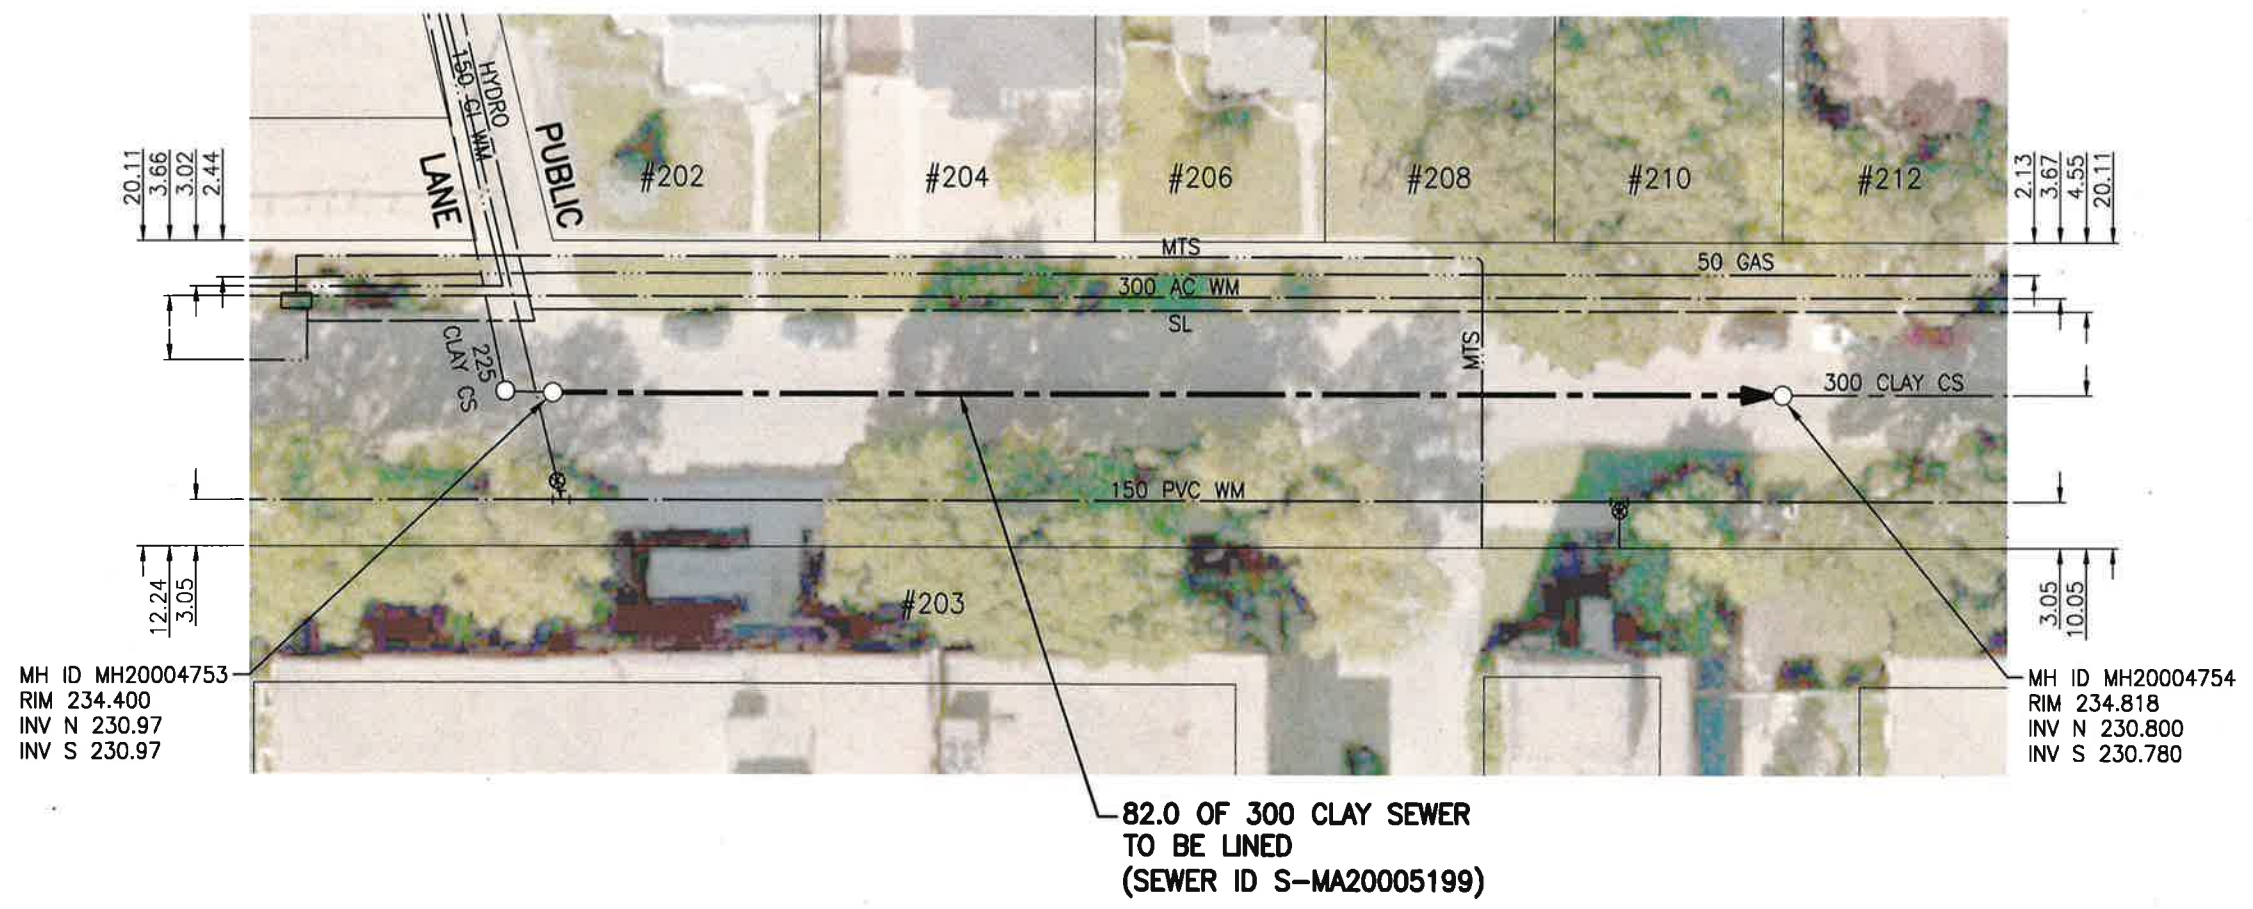 HYDRO
150 CI WM
PUBLIC
LANE
#202
#204
#206
#208
#210
#212
20.11
3.66
3.02
2.44
2.13
3.67
4.55
20.11
MTS
50 GAS
300 AC WM
SL
MTS
225
CLAY CS
300 CLAY CS
150 PVC WM
12.24
3.05
#203
3.05
10.05
MH ID MH20004753
RIM 234.400
INV N 230.97
INV S 230.97
MH ID MH20004754
RIM 234.818
INV N 230.800
INV S 230.780
82.0 OF 300 CLAY SEWER
TO BE LINED
(SEWER ID S-MA20005199)